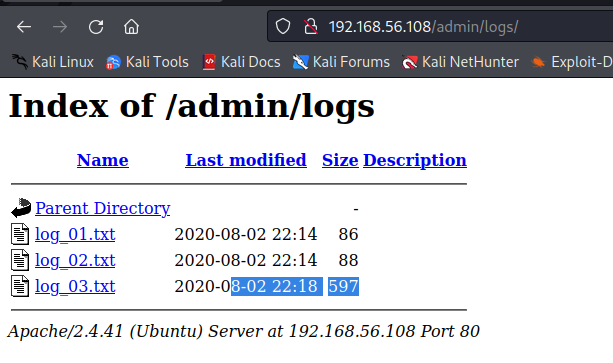 192.168.56.108/admin/logs/
Kali Linux Kali Tools Kali Docs Kali Forums Kali NetHunter Exploit-D
Index of /admin/logs
Name Last modified Size Description
Parent Directory -
log_01.txt 2020-08-02 22:14 86
log_02.txt 2020-08-02 22:14 88
log_03.txt 2020-08-02 22:18 597
Apache/2.4.41 (Ubuntu) Server at 192.168.56.108 Port 80